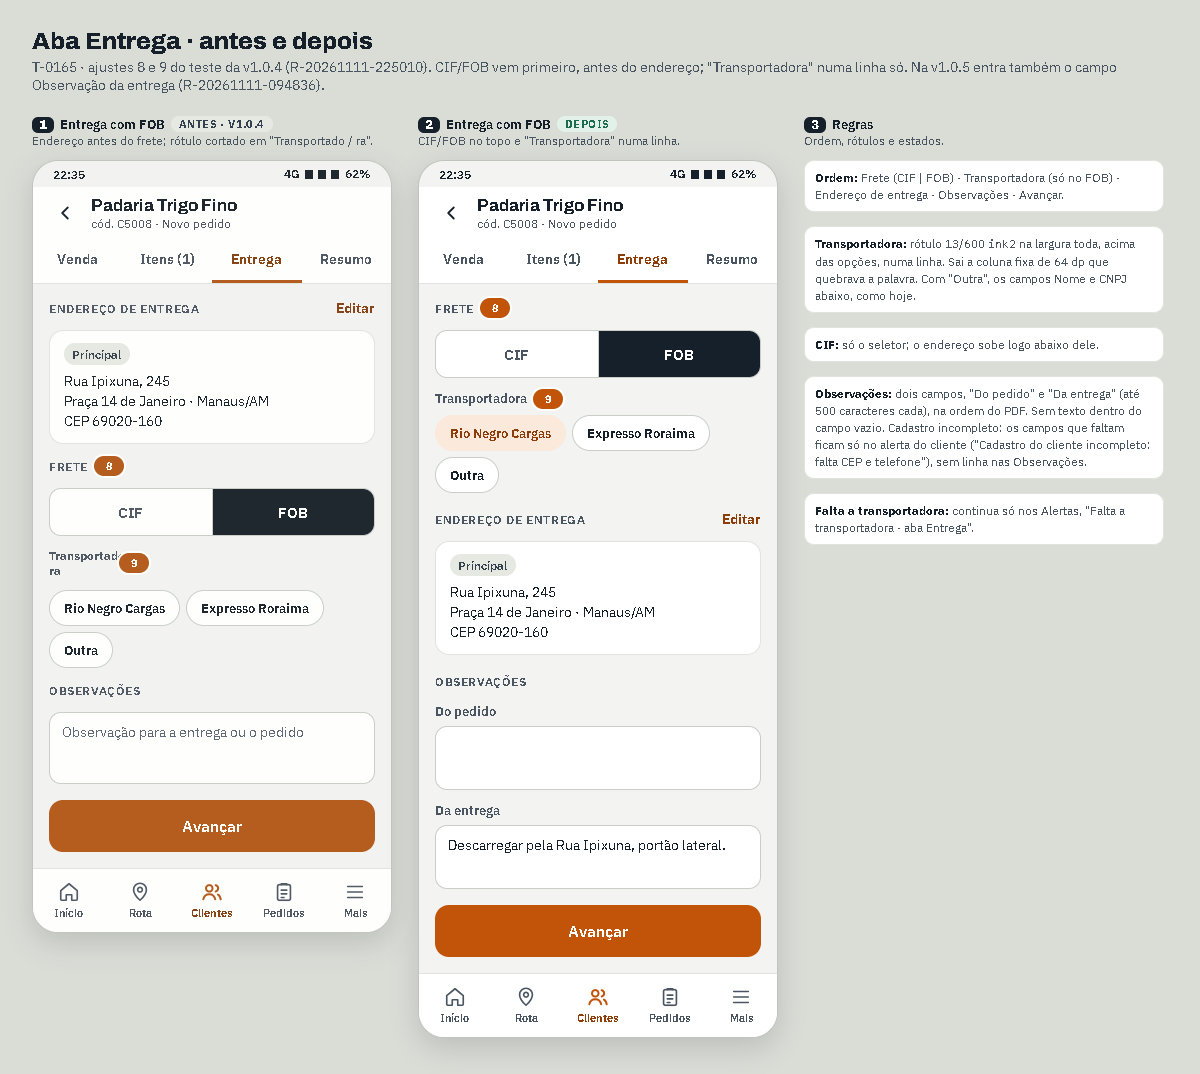 Aba Entrega · antes e depois
T-0165 · ajustes 8 e 9 do teste da v1.0.4 (R-20261111-225010). CIF/FOB vem primeiro, antes do endereço; "Transportadora" numa linha só. Na v1.0.5 entra também o campo
Observação da entrega (R-20261111-094836).
1 Entrega com FOB ANTES · V1.0.4
Endereço antes do frete; rótulo cortado em "Transportado / ra".
22:35 4G 62%
Padaria Trigo Fino
cód. C5008 · Novo pedido
Venda Itens (1) Entrega Resumo
ENDEREÇO DE ENTREGA Editar
Principal
Rua Ipixuna, 245
Praça 14 de Janeiro · Manaus/AM
CEP 69020-160
FRETE 8
CIF FOB
Transportad 9
ra
Rio Negro Cargas Expresso Roraima
Outra
OBSERVAÇÕES
Observação para a entrega ou o pedido
Avançar
Início Rota Clientes Pedidos Mais
2 Entrega com FOB DEPOIS
CIF/FOB no topo e "Transportadora" numa linha.
22:35 4G 62%
Padaria Trigo Fino
cód. C5008 · Novo pedido
Venda Itens (1) Entrega Resumo
FRETE 8
CIF FOB
Transportadora 9
Rio Negro Cargas Expresso Roraima
Outra
ENDEREÇO DE ENTREGA Editar
Principal
Rua Ipixuna, 245
Praça 14 de Janeiro · Manaus/AM
CEP 69020-160
OBSERVAÇÕES
Do pedido
Da entrega
Descarregar pela Rua Ipixuna, portão lateral.
Avançar
Início Rota Clientes Pedidos Mais
3 Regras
Ordem, rótulos e estados.
Ordem: Frete (CIF | FOB) · Transportadora (só no FOB) ·
Endereço de entrega · Observações · Avançar.
Transportadora: rótulo 13/600 ink2 na largura toda, acima
das opções, numa linha. Sai a coluna fixa de 64 dp que
quebrava a palavra. Com "Outra", os campos Nome e CNPJ
abaixo, como hoje.
CIF: só o seletor; o endereço sobe logo abaixo dele.
Observações: dois campos, "Do pedido" e "Da entrega" (até
500 caracteres cada), na ordem do PDF. Sem texto dentro do
campo vazio. Cadastro incompleto: os campos que faltam
ficam só no alerta do cliente ("Cadastro do cliente incompleto:
falta CEP e telefone"), sem linha nas Observações.
Falta a transportadora: continua só nos Alertas, "Falta a
transportadora · aba Entrega".